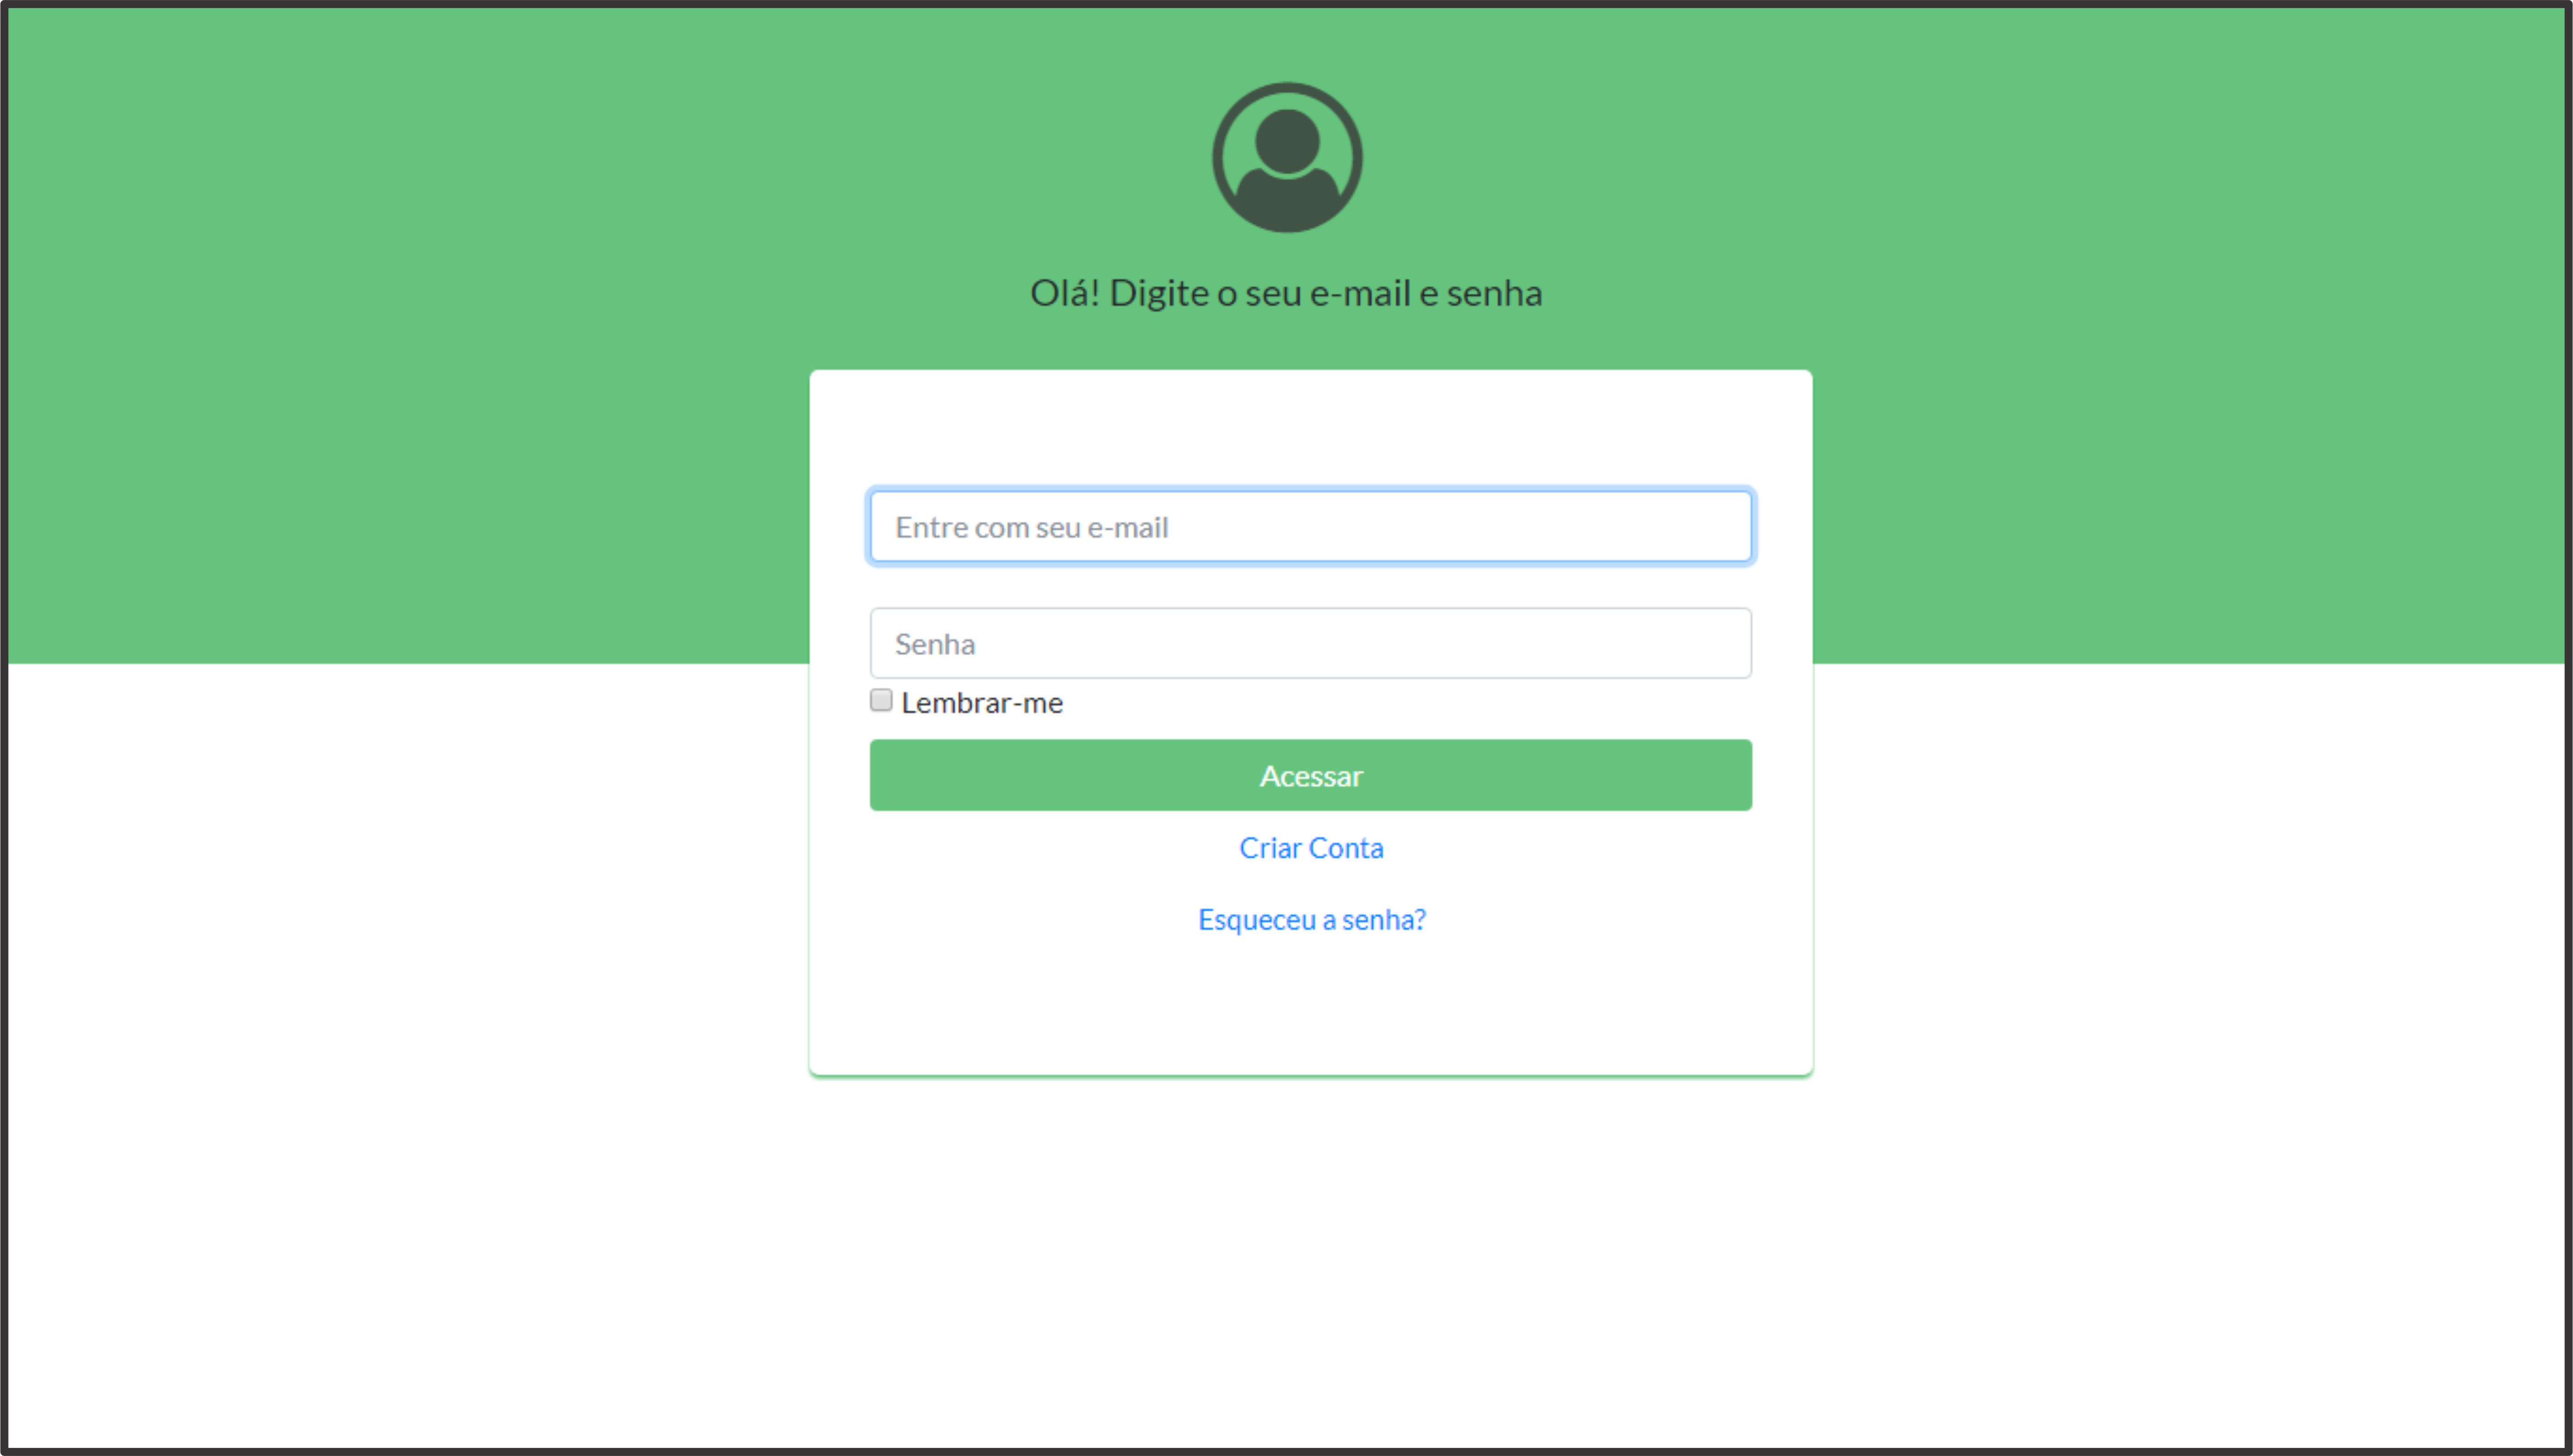 Olá! Digite o seu e-mail e senha
Entre com seu e-mail
Senha
Lembrar-me
Acessar
Criar Conta
Esqueceu a senha?